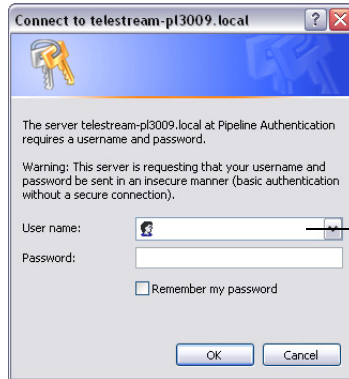 Connect to telestream-pl3009.local
The server telestream-pl3009.local at Pipeline Authentication
requires a username and password.
Warning: This server is requesting that your username and
password be sent in an insecure manner (basic authentication
without a secure connection).
User name:
Password:
Remember my password
OK Cancel